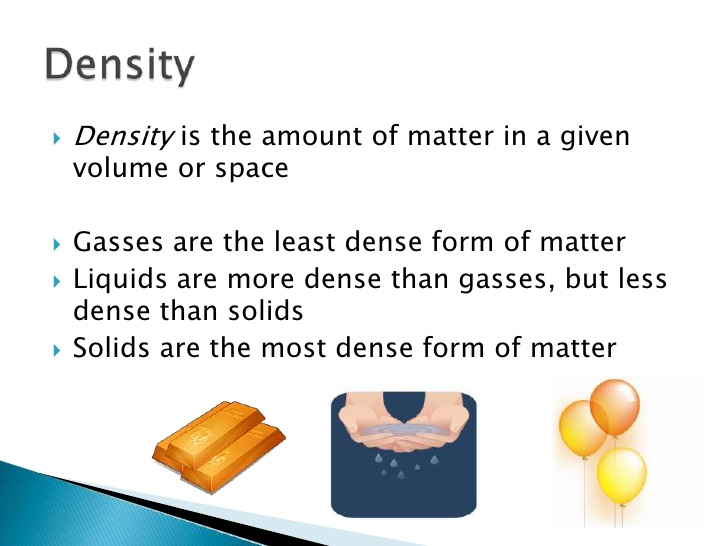 Density
Density is the amount of matter in a given
volume or space
Gasses are the least dense form of matter
Liquids are more dense than gasses, but less
dense than solids
Solids are the most dense form of matter